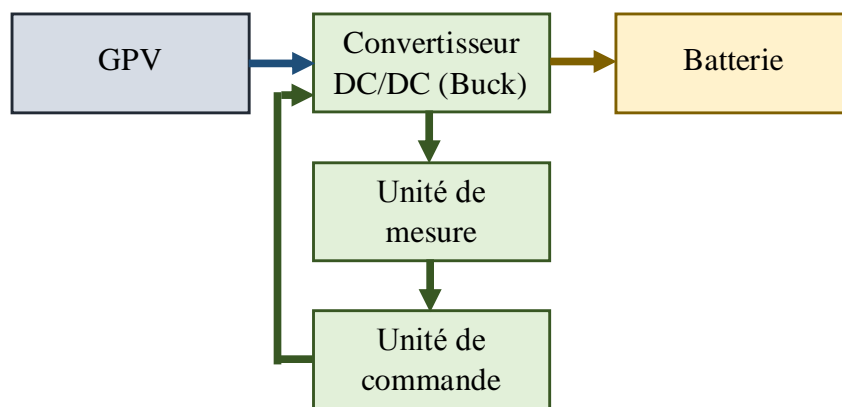 GPV
Convertisseur
DC/DC (Buck)
Batterie
Unité de
mesure
Unité de
commande